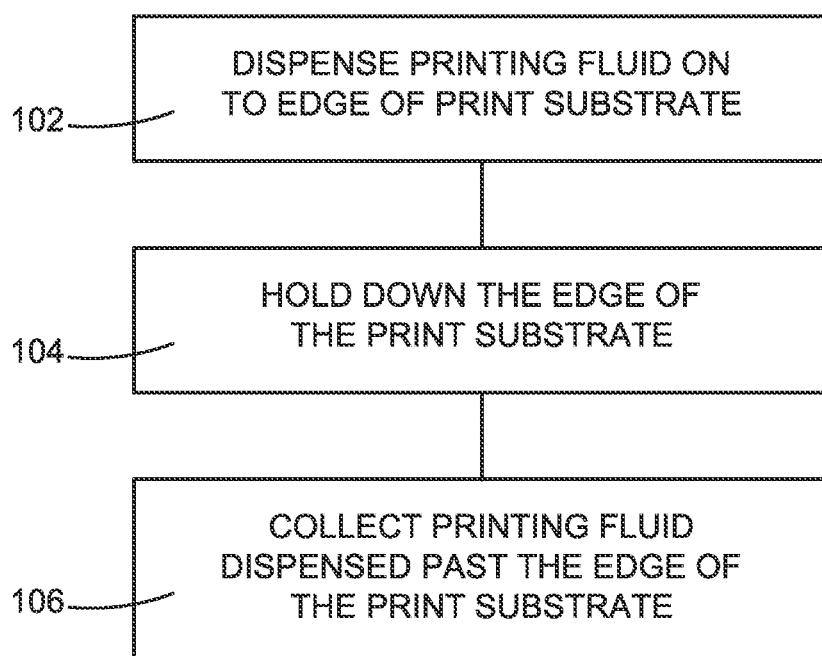 DISPENSE PRINTING FLUID ON
TO EDGE OF PRINT SUBSTRATE
102
HOLD DOWN THE EDGE OF
THE PRINT SUBSTRATE
104
COLLECT PRINTING FLUID
DISPENSED PAST THE EDGE OF
THE PRINT SUBSTRATE
106